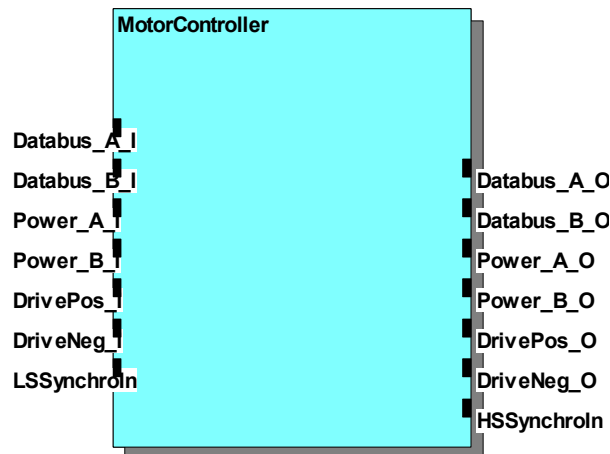 MotorController
Databus_A_I
Databus_B_I
Power_A_I
Power_B_I
DrivePos_I
DriveNeg_I
LSSynchroIn
Databus_A_O
Databus_B_O
Power_A_O
Power_B_O
DrivePos_O
DriveNeg_O
HSSynchroIn